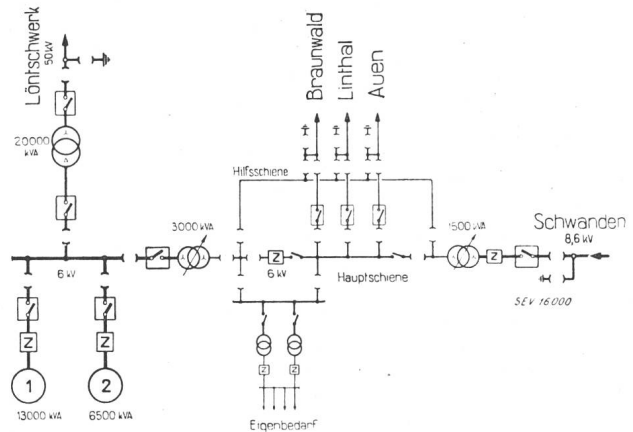 Löntschwerk
50 kV
20000
kVA
6 kV
1
13000 kVA
Z
2
6500 kVA
Z
3000 kVA
Hilfsschiene
Braunwald
Linthal
Auen
Z
6 kV
Hauptschiene
Z
Z
Eigenbedarf
1500 kVA
Z
Schwanden
8,6 kV
SEV 16000